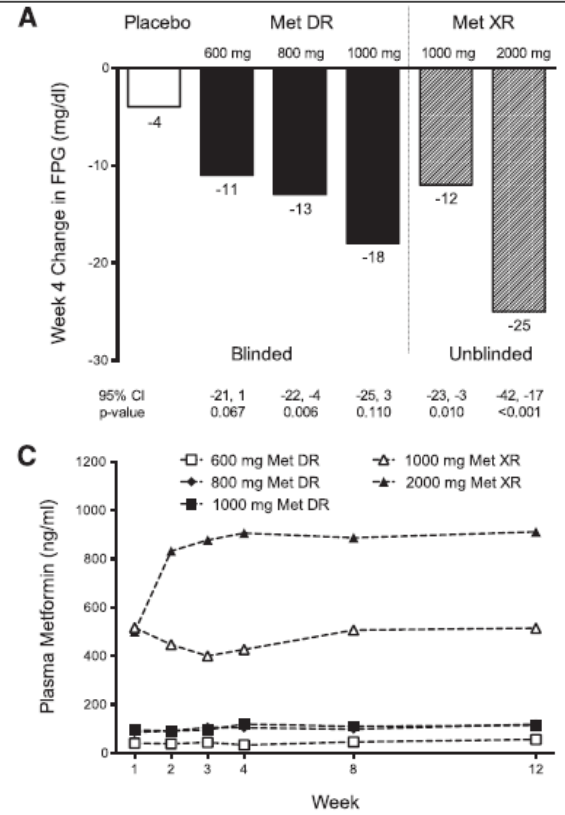 A
Placebo Met DR Met XR
600 mg 800 mg 1000 mg 1000 mg 2000 mg
Week 4 Change in FPG (mg/dl)
0
-10
-20
-30
-4
-11
-13
-18
-12
-25
Blinded Unblinded
95% CI -21, 1 -22, -4 -25, 3 -23, -3 -42, -17
p-value 0.067 0.006 0.110 0.010 <0.001
C
Plasma Metformin (ng/ml)
1200
1000
800
600
400
200
0
600 mg Met DR 1000 mg Met XR
800 mg Met DR 2000 mg Met XR
1000 mg Met DR
1 2 3 4 8 12
Week